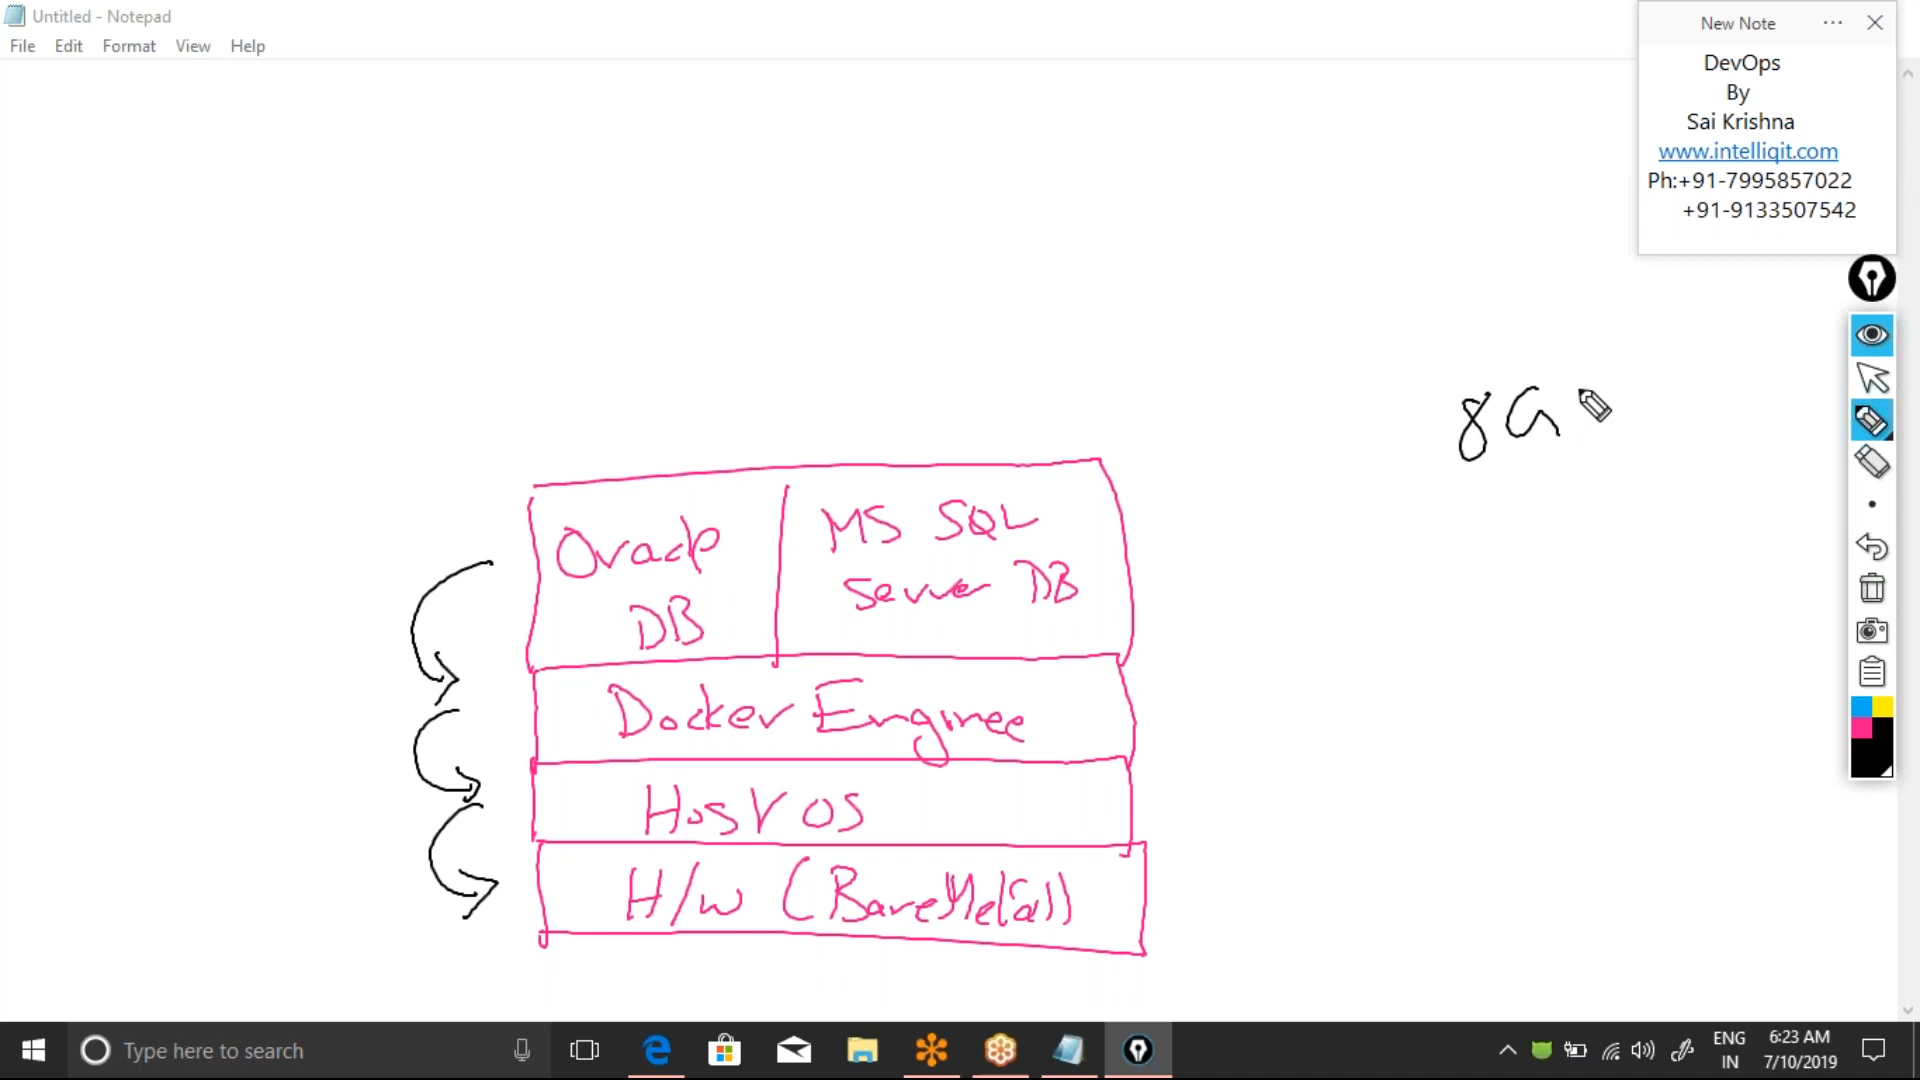 Untitled - Notepad
File Edit Format View Help
New Note
DevOps
By
Sai Krishna
www.intelliqit.com
Ph:+91-7995857022
+91-9133507542
8G
Oracle
DB
MS SQL
Server DB
Docker Enginee
Host OS
H/w (BareMetal)
Type here to search
ENG
IN
6:23 AM
7/10/2019